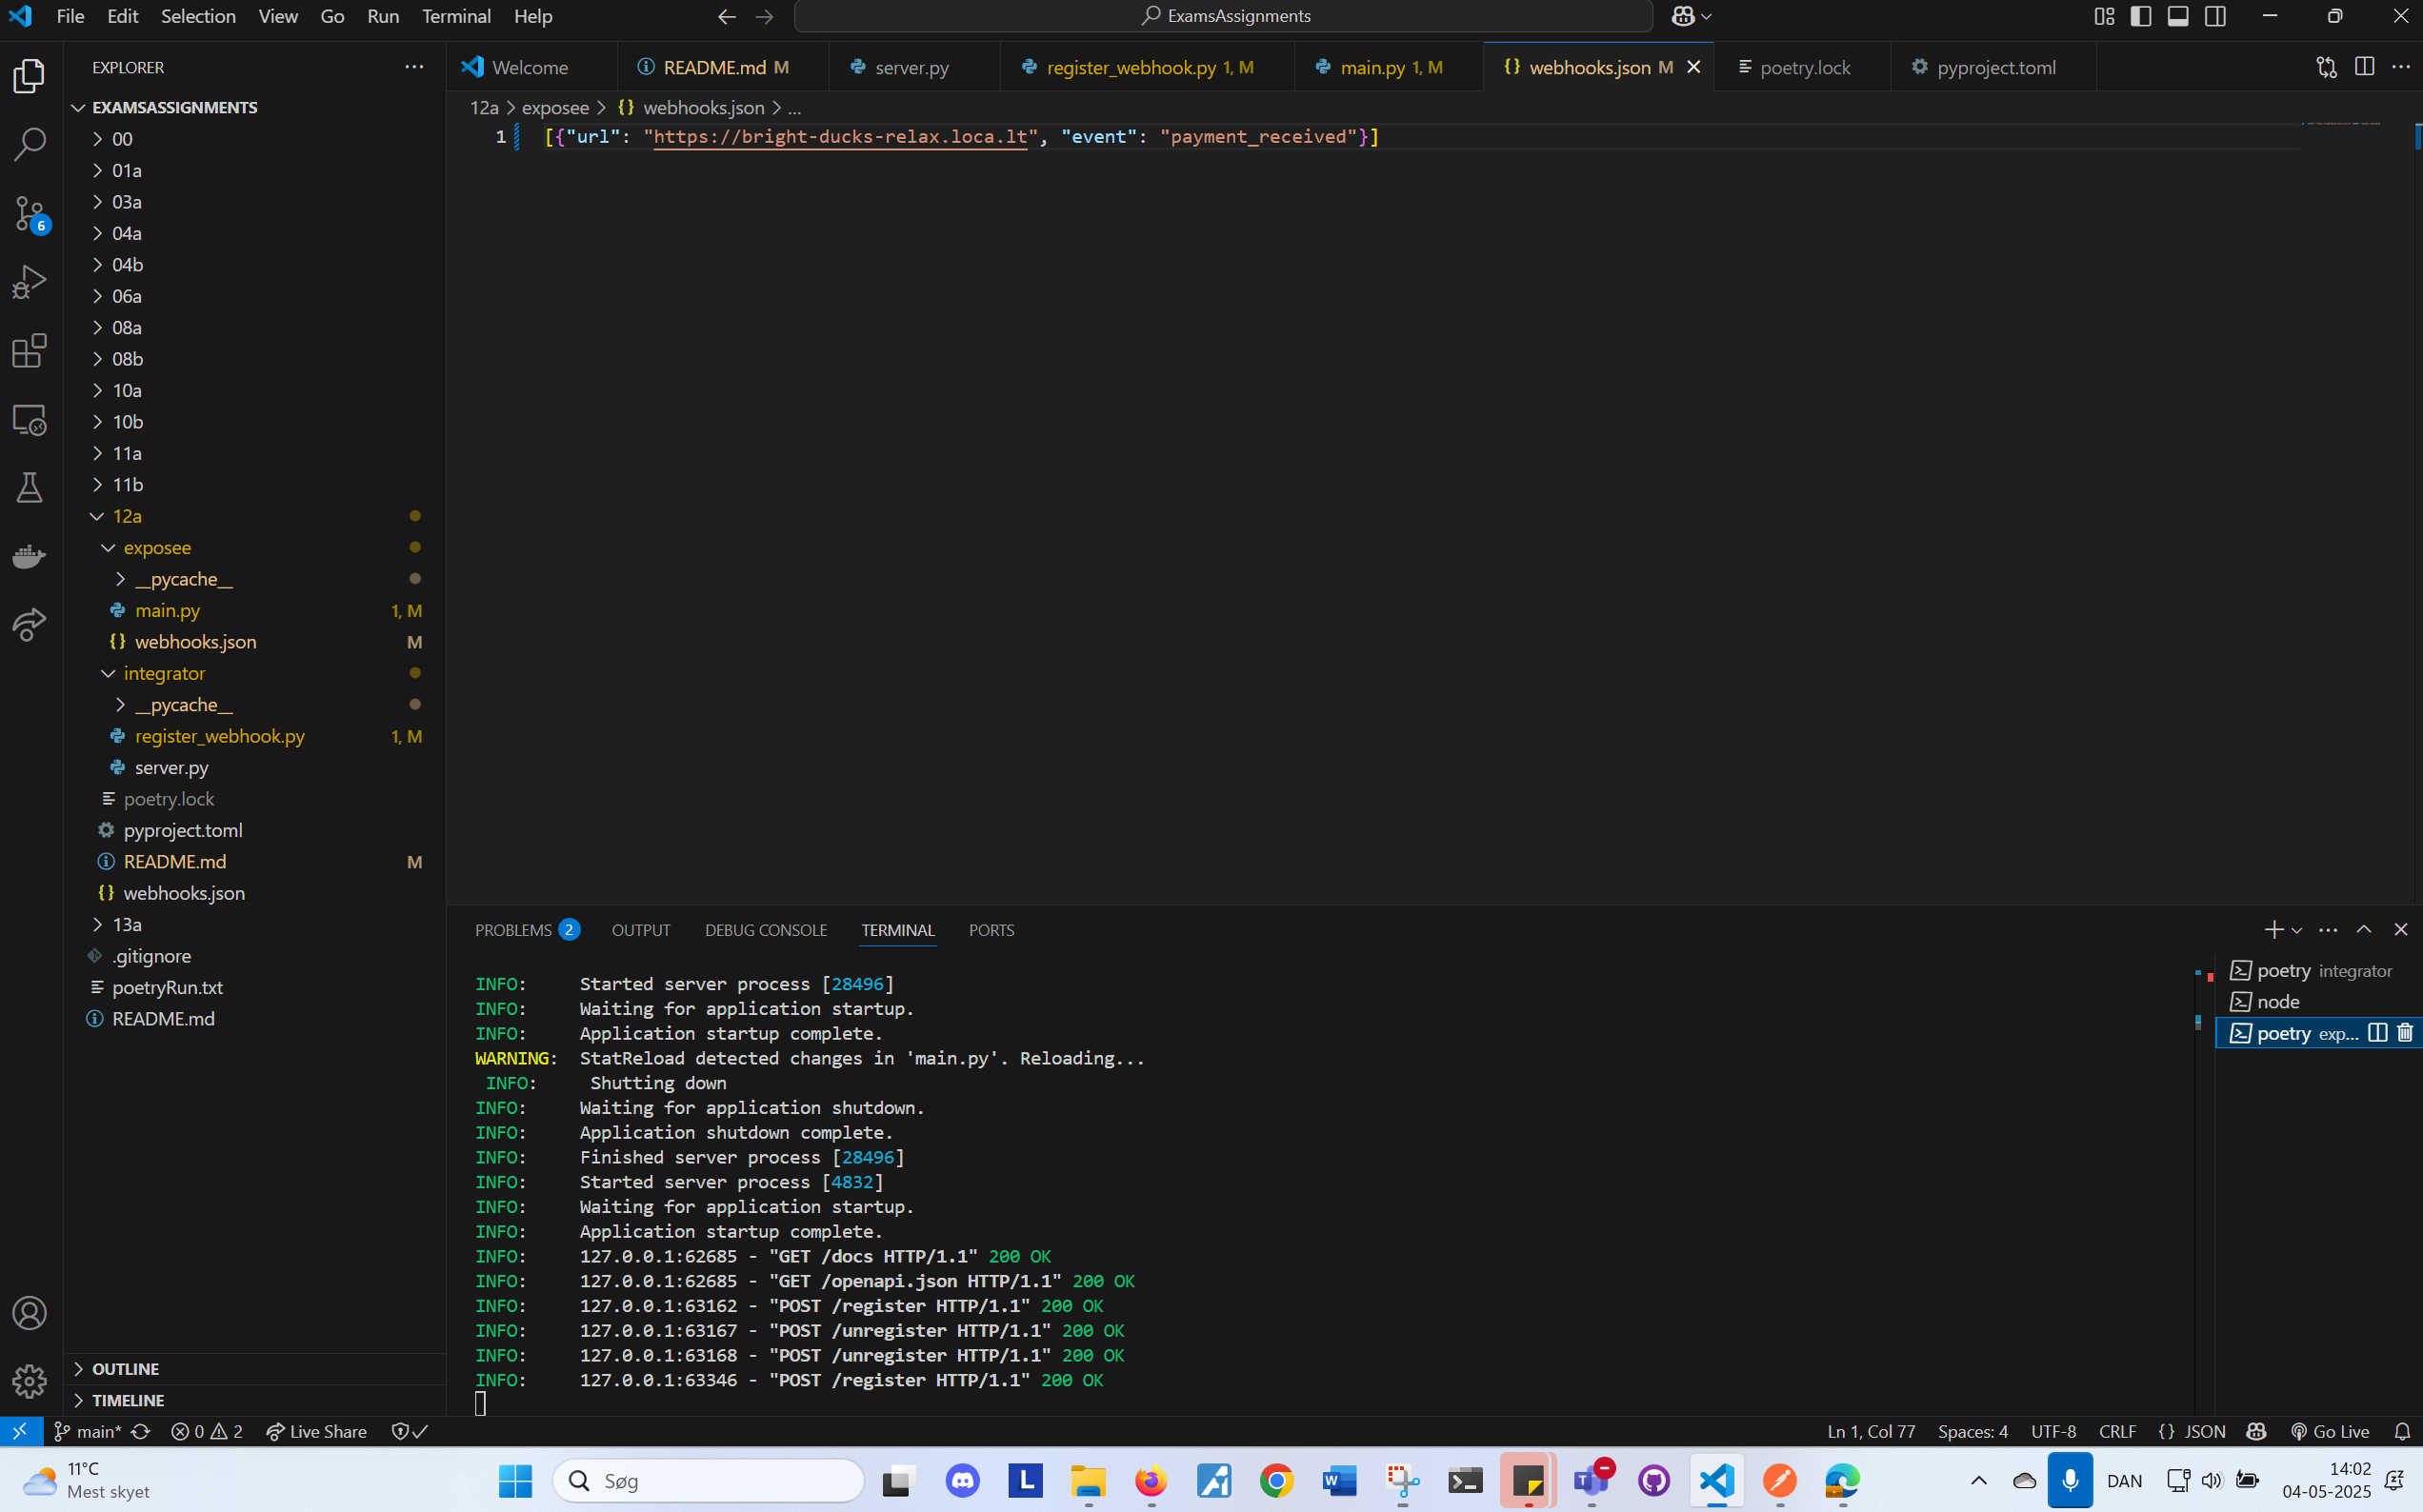 File Edit Selection View Go Run Terminal Help
ExamsAssignments
EXPLORER
Welcome
README.md M
server.py
register_webhook.py 1, M
main.py 1, M
webhooks.json M
poetry.lock
pyproject.toml
12a > exposee > {} webhooks.json > ...
1 [{"url": "https://bright-ducks-relax.loca.lt", "event": "payment_received"}]
EXAMSASSIGNMENTS
00
01a
03a
04a
04b
06a
08a
08b
10a
10b
11a
11b
12a
exposee
__pycache__
main.py 1, M
webhooks.json M
integrator
__pycache__
register_webhook.py 1, M
server.py
poetry.lock
pyproject.toml
README.md M
webhooks.json
13a
.gitignore
poetryRun.txt
README.md
OUTLINE
TIMELINE
6
PROBLEMS 2 OUTPUT DEBUG CONSOLE TERMINAL PORTS
INFO: Started server process [28496]
INFO: Waiting for application startup.
INFO: Application startup complete.
WARNING: StatReload detected changes in 'main.py'. Reloading...
INFO: Shutting down
INFO: Waiting for application shutdown.
INFO: Application shutdown complete.
INFO: Finished server process [28496]
INFO: Started server process [4832]
INFO: Waiting for application startup.
INFO: Application startup complete.
INFO: 127.0.0.1:62685 - "GET /docs HTTP/1.1" 200 OK
INFO: 127.0.0.1:62685 - "GET /openapi.json HTTP/1.1" 200 OK
INFO: 127.0.0.1:63162 - "POST /register HTTP/1.1" 200 OK
INFO: 127.0.0.1:63167 - "POST /unregister HTTP/1.1" 200 OK
INFO: 127.0.0.1:63168 - "POST /unregister HTTP/1.1" 200 OK
INFO: 127.0.0.1:63346 - "POST /register HTTP/1.1" 200 OK
poetry integrator
node
poetry exp...
main* 0 2 Live Share
Ln 1, Col 77 Spaces: 4 UTF-8 CRLF {} JSON Go Live
11°C
Mest skyet
Søg
DAN
14:02
04-05-2025